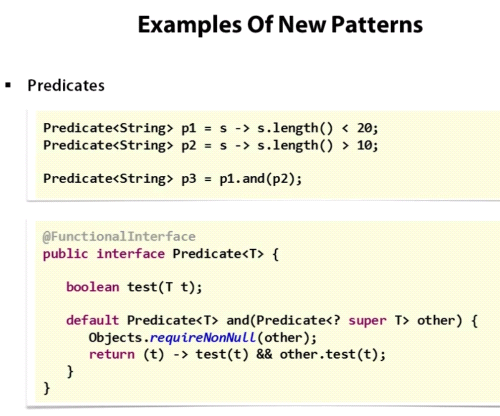 Examples Of New Patterns
▪ Predicates
Predicate<String> p1 = s -> s.length() < 20;
Predicate<String> p2 = s -> s.length() > 10;
Predicate<String> p3 = p1.and(p2);
@FunctionalInterface
public interface Predicate<T> {
boolean test(T t);
default Predicate<T> and(Predicate<? super T> other) {
Objects.requireNonNull(other);
return (t) -> test(t) && other.test(t);
}
}